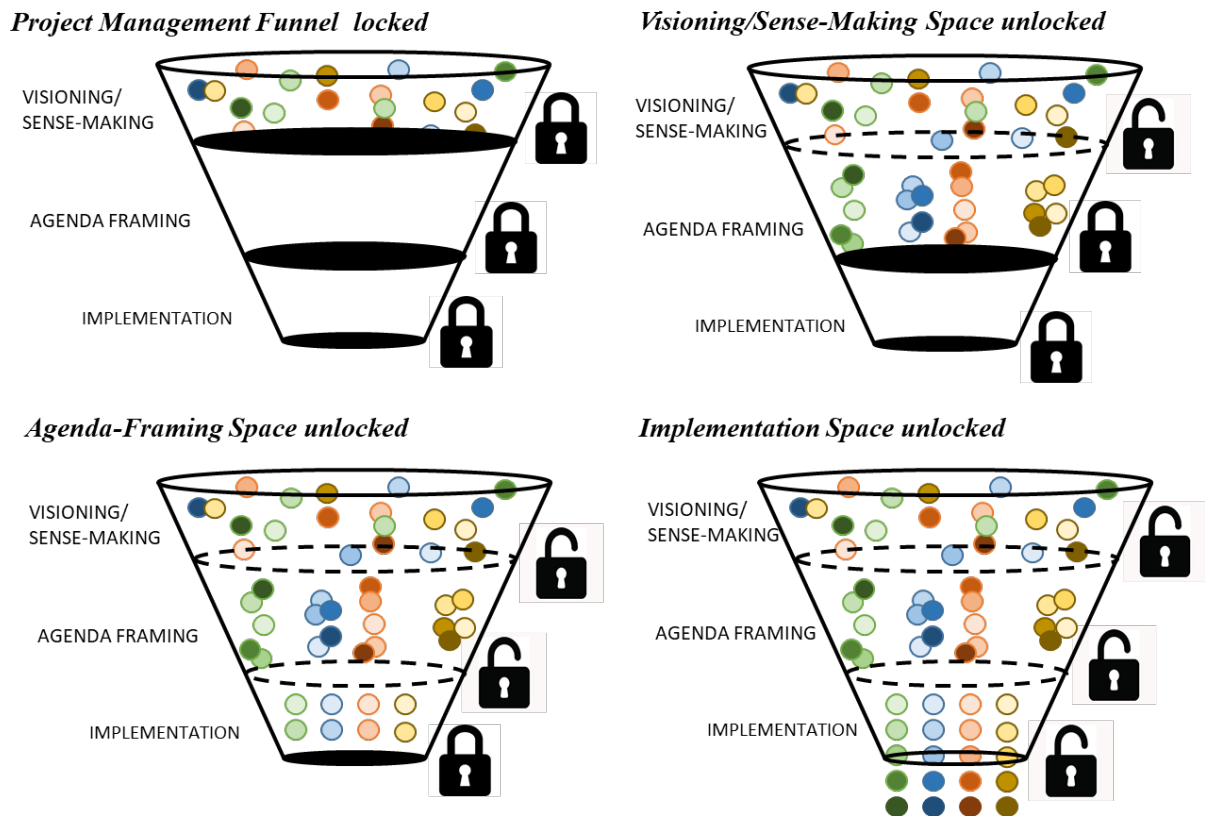 Project Management Funnel locked
VISIONING/
SENSE-MAKING
AGENDA FRAMING
IMPLEMENTATION
Visioning/Sense-Making Space unlocked
VISIONING/
SENSE-MAKING
AGENDA FRAMING
IMPLEMENTATION
Agenda-Framing Space unlocked
VISIONING/
SENSE-MAKING
AGENDA FRAMING
IMPLEMENTATION
Implementation Space unlocked
VISIONING/
SENSE-MAKING
AGENDA FRAMING
IMPLEMENTATION